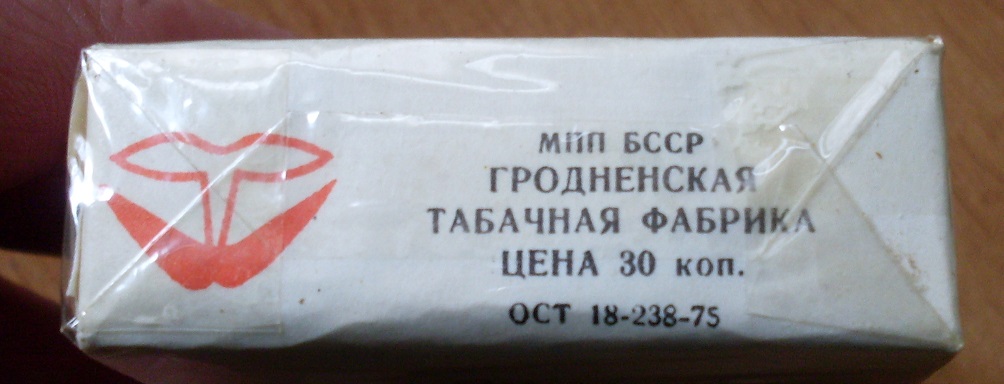 МПП БССР
ГРОДНЕНСКАЯ
ТАБАЧНАЯ ФАБРИКА
ЦЕНА 30 коп.
ОСТ 18-238-75